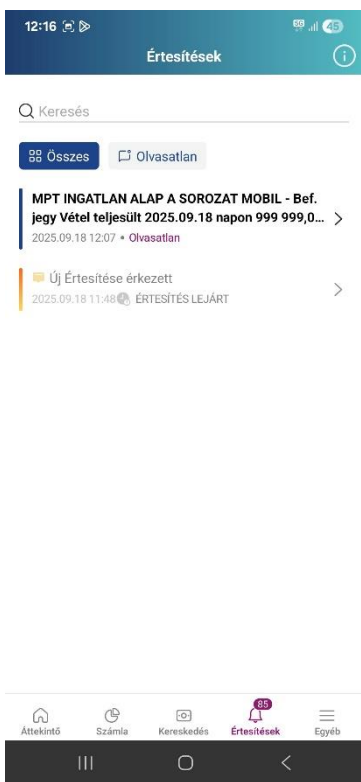 12:16
5G
45
Értesítések
Keresés
Összes
Olvasatlan
MPT INGATLAN ALAP A SOROZAT MOBIL - Bef.
jegy Vétel teljesült 2025.09.18 napon 999 999,0...
2025.09.18 12:07 • Olvasatlan
Új Értesítése érkezett
2025.09.18 11:48 ÉRTESÍTÉS LEJÁRT
85
Áttekintő Számla Kereskedés Értesítések Egyéb